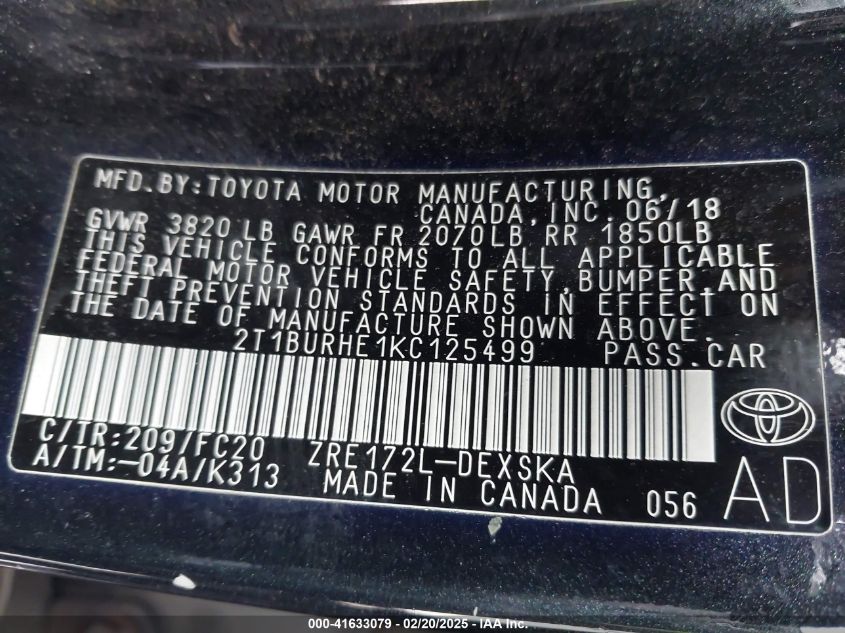 MFD.BY:TOYOTA MOTOR MANUFACTURING,
CANADA,INC. 06/18
GVWR 3820 LB GAWR FR 2070LB RR 1850LB
THIS VEHICLE CONFORMS TO ALL APPLICABLE
FEDERAL MOTOR VEHICLE SAFETY,BUMPER,AND
THEFT PREVENTION STANDARDS IN EFFECT ON
THE DATE OF MANUFACTURE SHOWN ABOVE.
2T1BURHE1KC125499 PASS.CAR
C/TR:209/FC20 ZRE172L-DEXSKA
A/TM:-04A/K313 MADE IN CANADA 056 AD
000-41633079 - 02/20/2025 - IAAI, Inc.